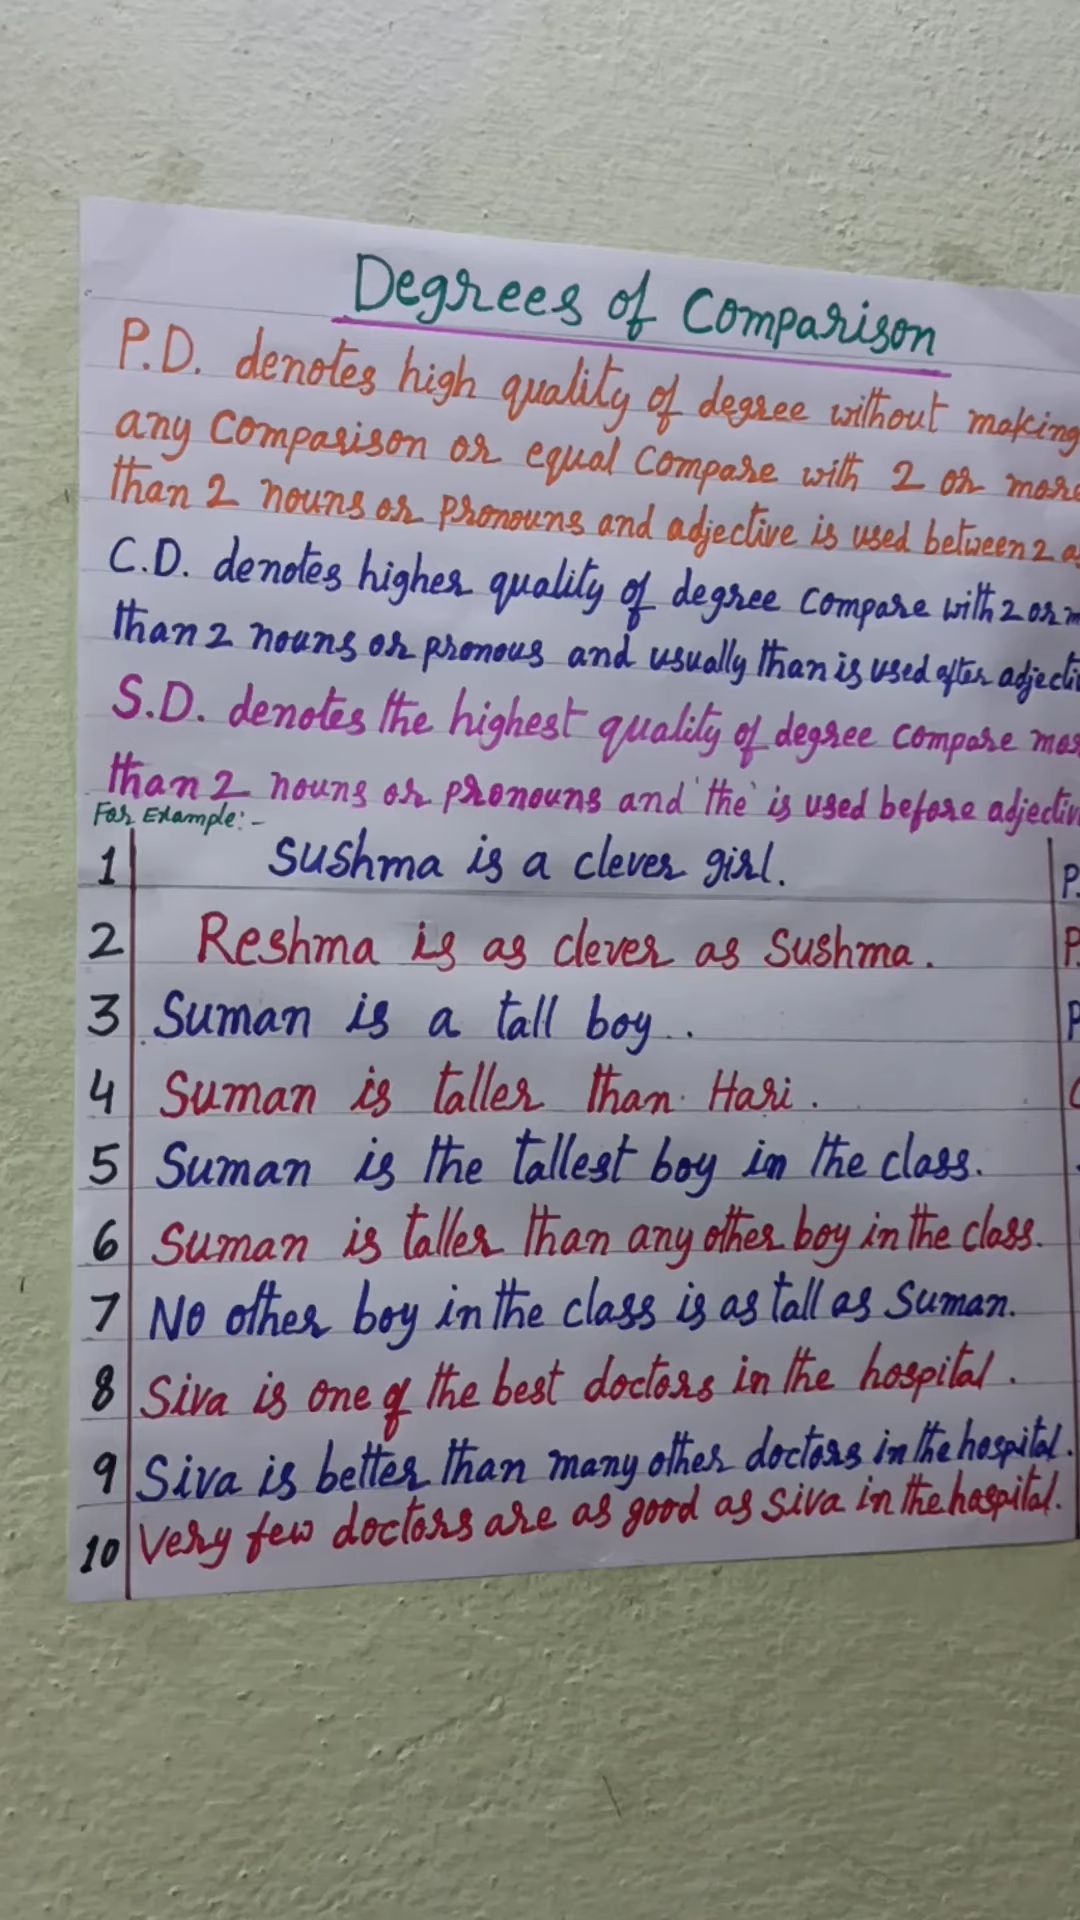 Degrees of Comparison
P.D. denotes high quality of degree without making
any Comparison or equal Compare with 2 or more
than 2 nouns or pronouns and adjective is used between 2 as
C.D. denotes higher quality of degree Compare with 2 or m
than 2 nouns or pronous and usually than is used after adjecti
S.D. denotes the highest quality of degree compare mor
than 2 nouns or pronouns and 'the' is used before adjectiv
For Example:-
1 Sushma is a clever girl. P.
2 Reshma is as clever as Sushma. P.
3 Suman is a tall boy. P
4 Suman is taller than Hari. C
5 Suman is the tallest boy in the class.
6 Suman is taller than any other boy in the class.
7 No other boy in the class is as tall as Suman.
8 Siva is one of the best doctors in the hospital.
9 Siva is better than many other doctors in the hospital.
10 Very few doctors are as good as Siva in the hospital.